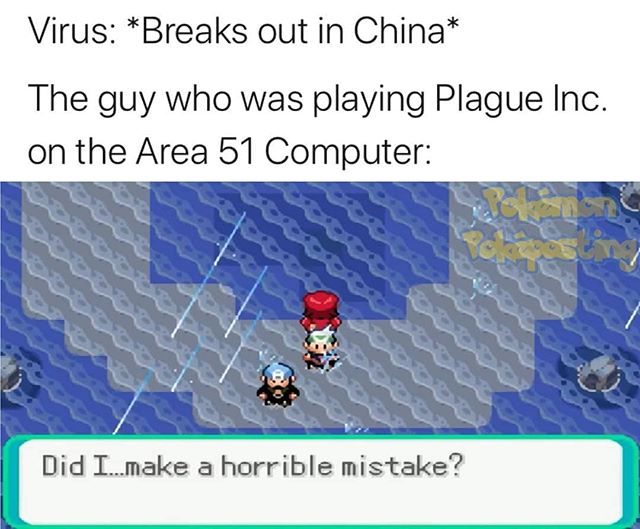 Virus: *Breaks out in China*
The guy who was playing Plague Inc.
on the Area 51 Computer:
Pokémon
Poképosting
Did I...make a horrible mistake?